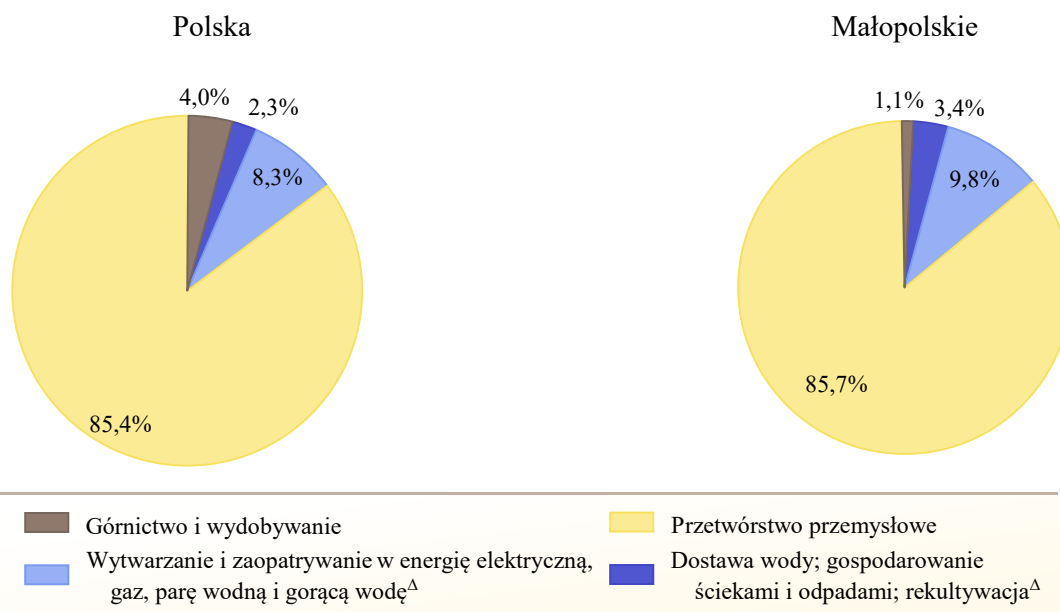 Polska
Małopolskie
4,0%
2,3%
8,3%
85,4%
1,1%
3,4%
9,8%
85,7%
Górnictwo i wydobywanie
Wytwarzanie i zaopatrywanie w energię elektryczną,
gaz, parę wodną i gorącą wodęΔ
Przetwórstwo przemysłowe
Dostawa wody; gospodarowanie
ściekami i odpadami; rekultywacjaΔ